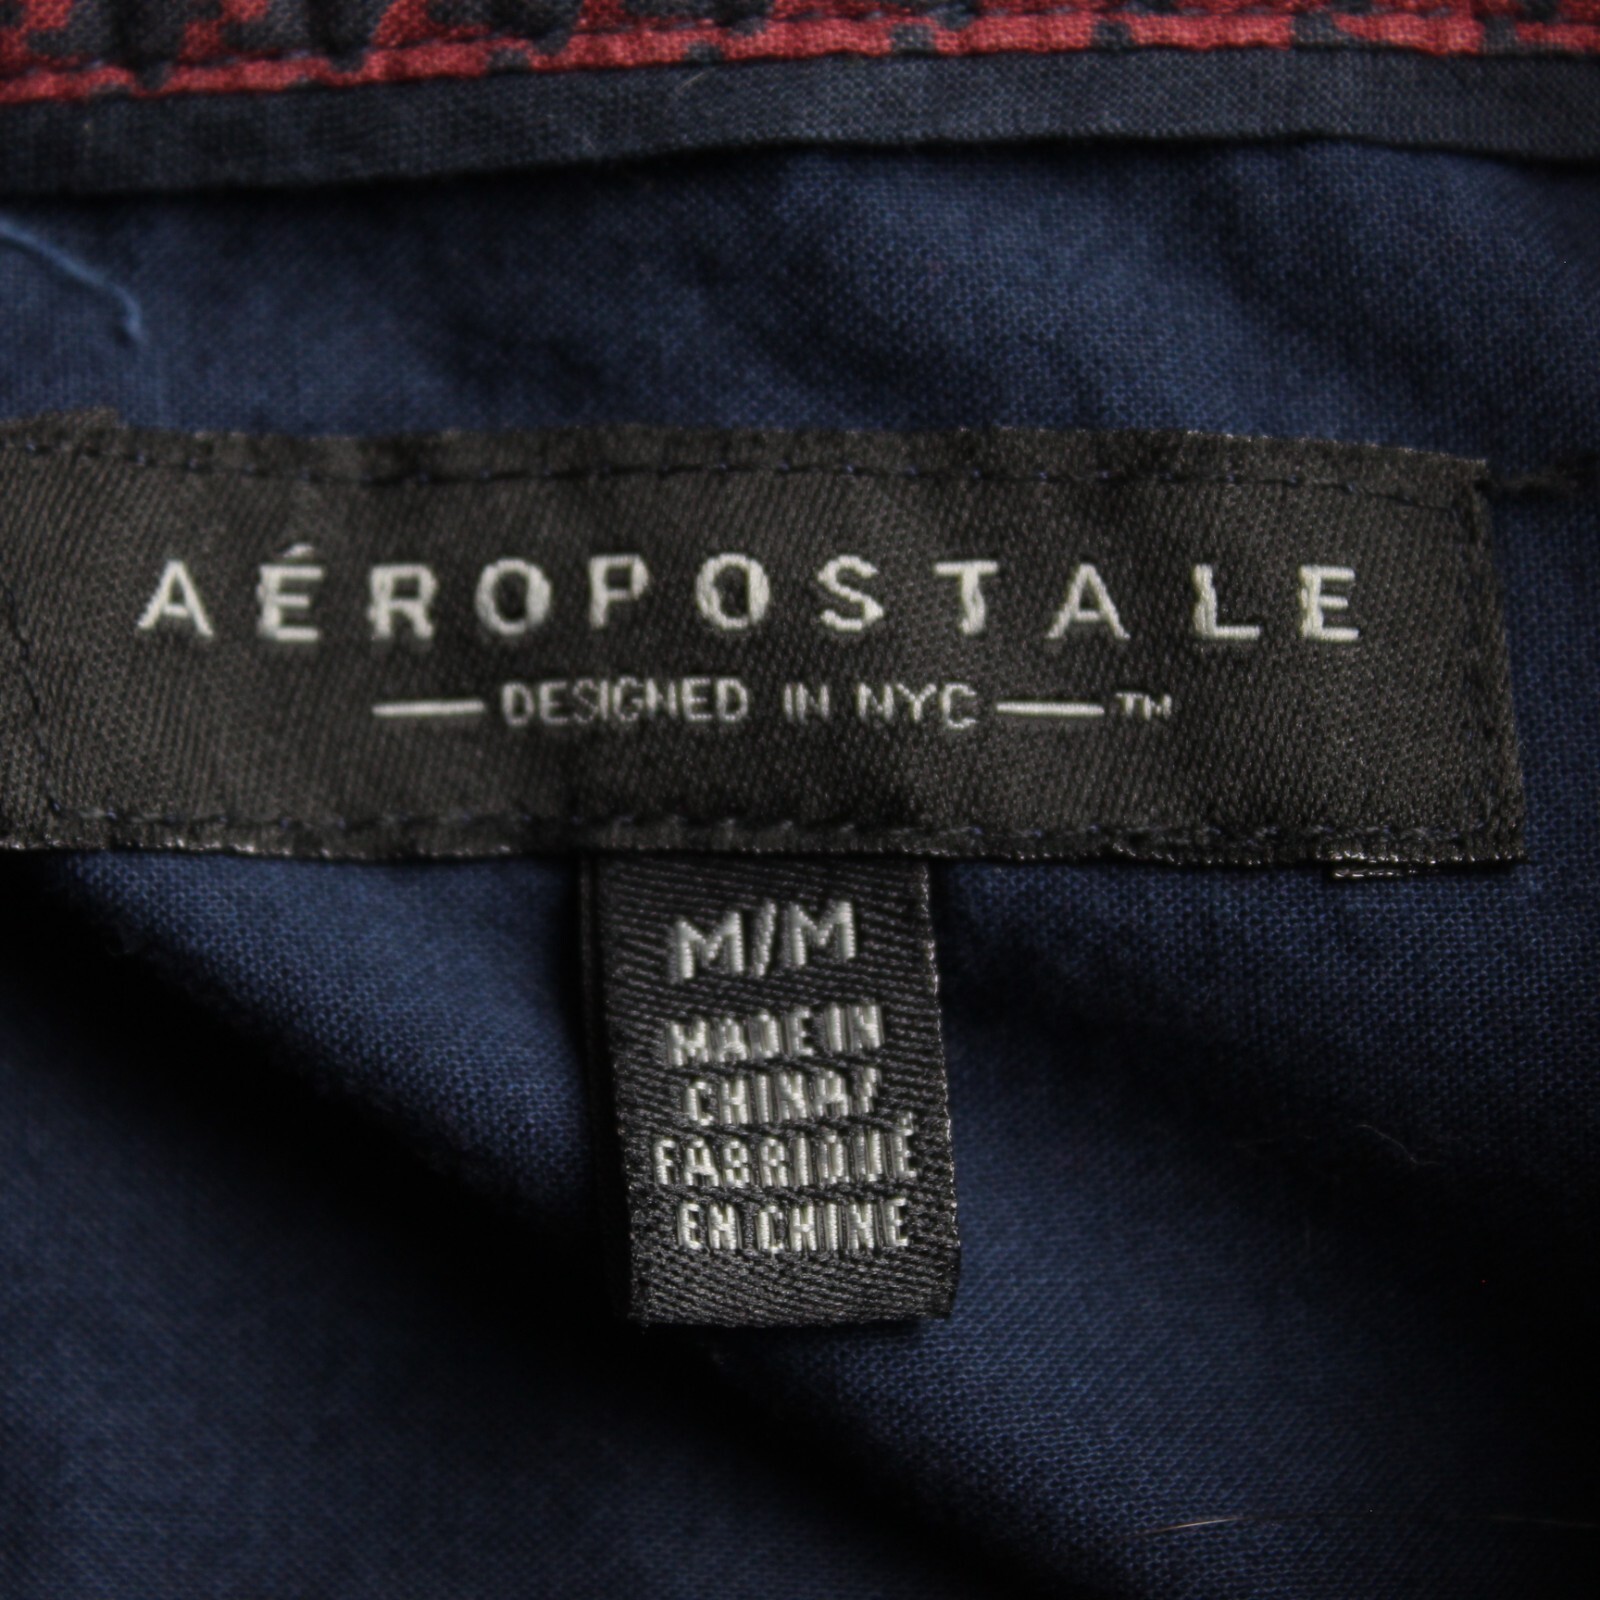 AÉROPOSTALE
— DESIGNED IN NYC — ™
M/M
MADE IN
CHINA/
FABRIQUÉ
EN CHINE